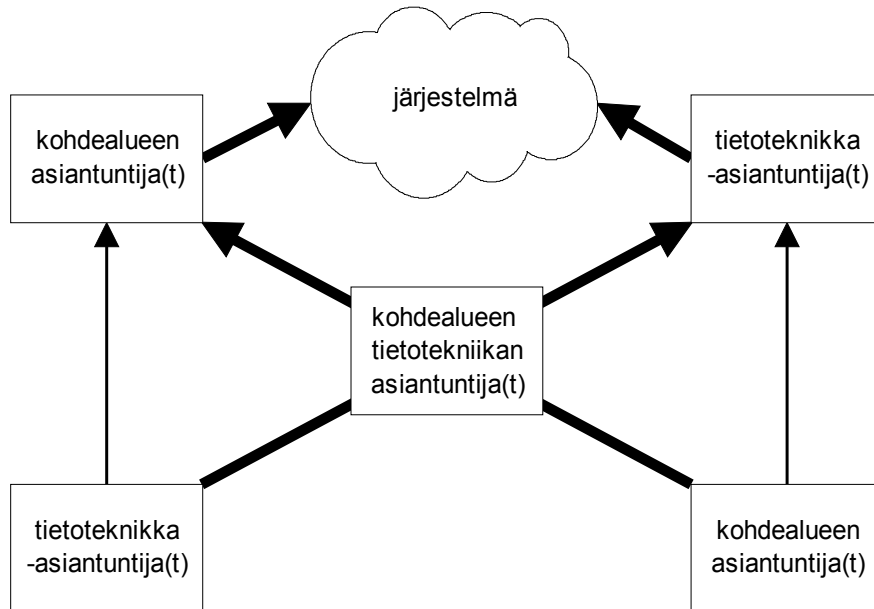 järjestelmä
kohdealueen
asiantuntija(t)
tietoteknikka
-asiantuntija(t)
kohdealueen
tietotekniikan
asiantuntija(t)
tietoteknikka
-asiantuntija(t)
kohdealueen
asiantuntija(t)